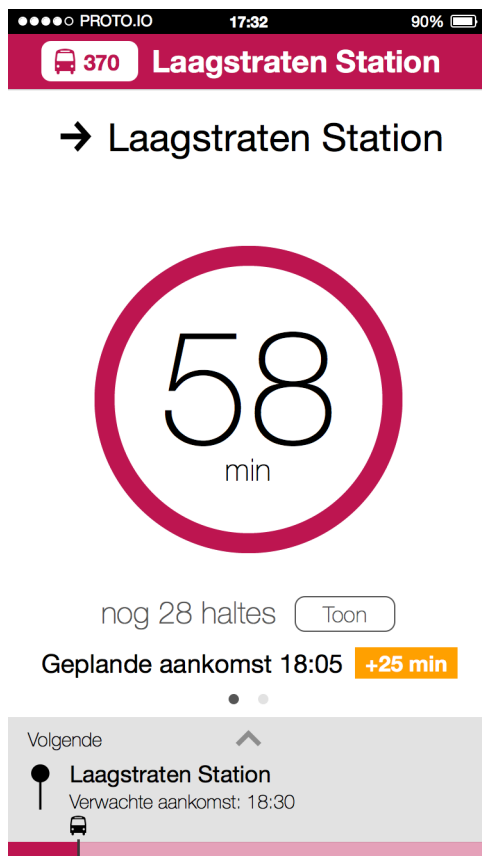 PROTO.IO 17:32 90%
370 Laagstraten Station
→ Laagstraten Station
58
min
nog 28 haltes Toon
Geplande aankomst 18:05 +25 min
Volgende
Laagstraten Station
Verwachte aankomst: 18:30